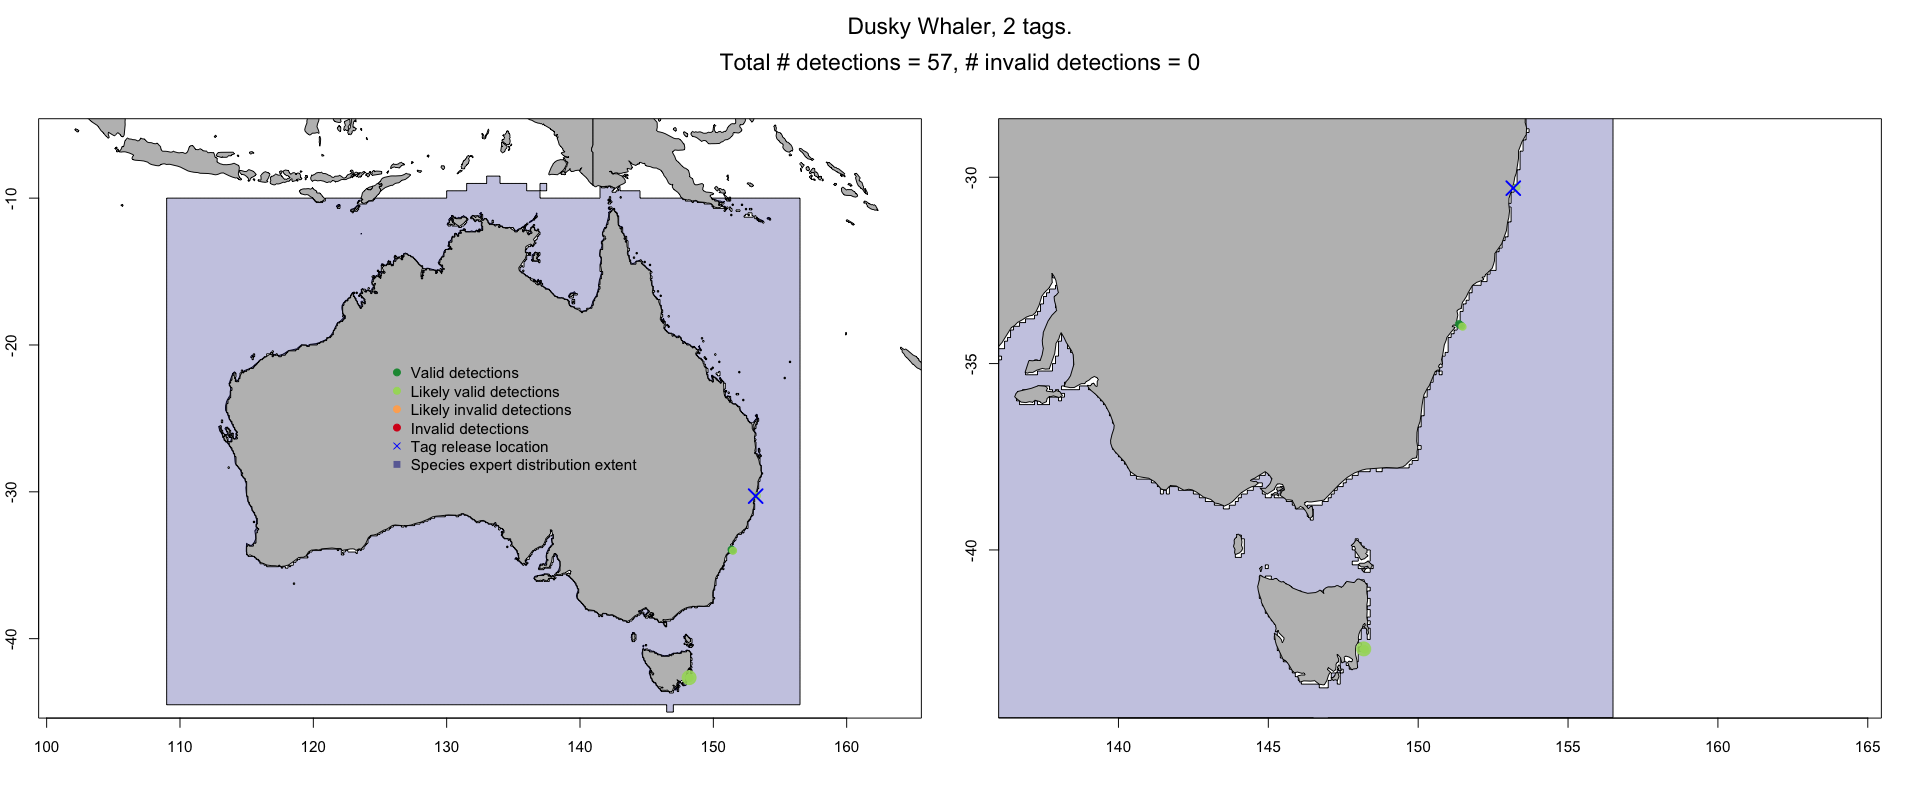 Dusky Whaler, 2 tags.
Total # detections = 57, # invalid detections = 0
-10
-20
-30
-40
Valid detections
Likely valid detections
Likely invalid detections
Invalid detections
Tag release location
Species expert distribution extent
100 110 120 130 140 150 160
-30
-35
-40
140 145 150 155 160 165